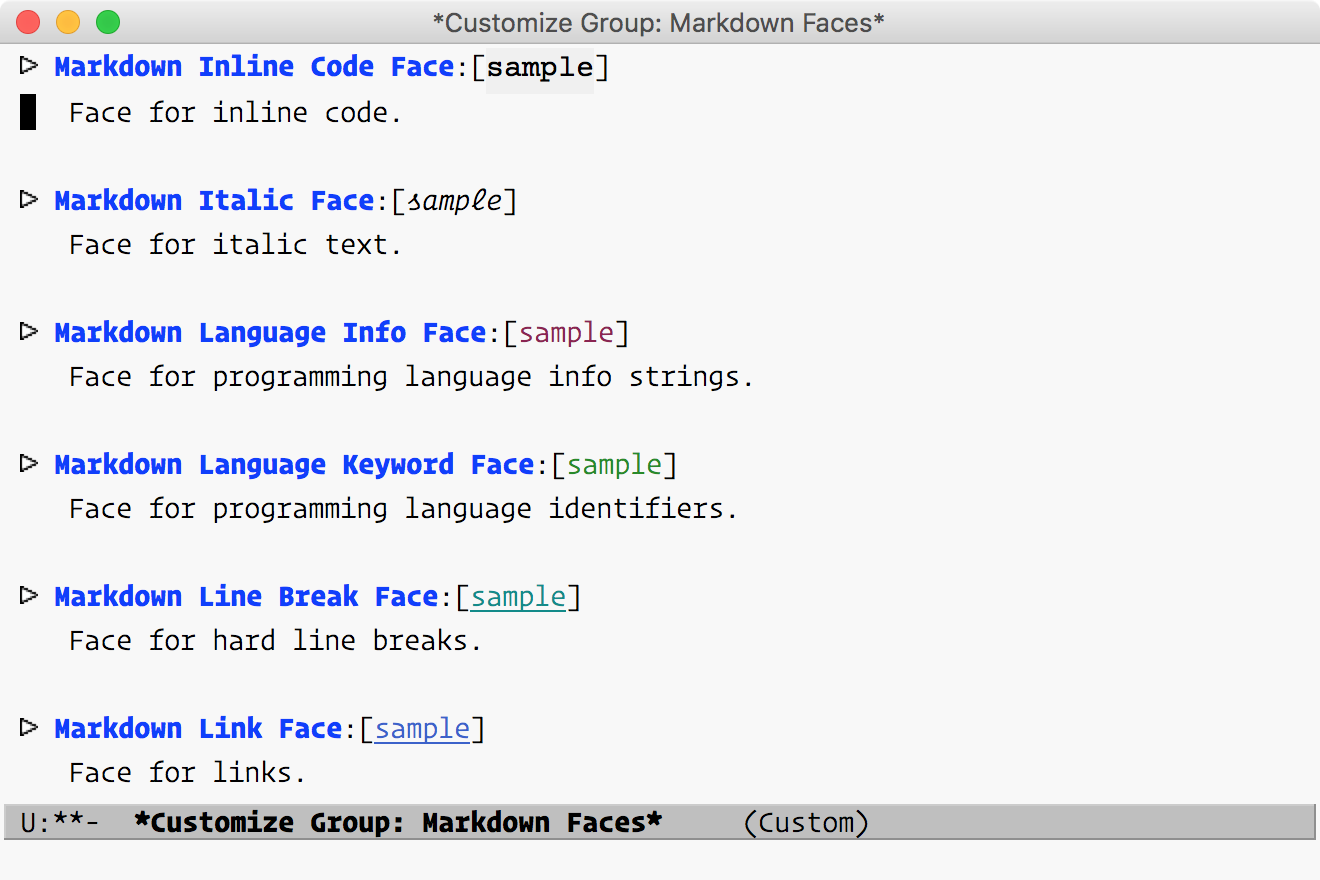 *Customize Group: Markdown Faces*
▷ Markdown Inline Code Face:[sample]
Face for inline code.
▷ Markdown Italic Face:[sample]
Face for italic text.
▷ Markdown Language Info Face:[sample]
Face for programming language info strings.
▷ Markdown Language Keyword Face:[sample]
Face for programming language identifiers.
▷ Markdown Line Break Face:[sample]
Face for hard line breaks.
▷ Markdown Link Face:[sample]
Face for links.
U:**-  *Customize Group: Markdown Faces*     (Custom)